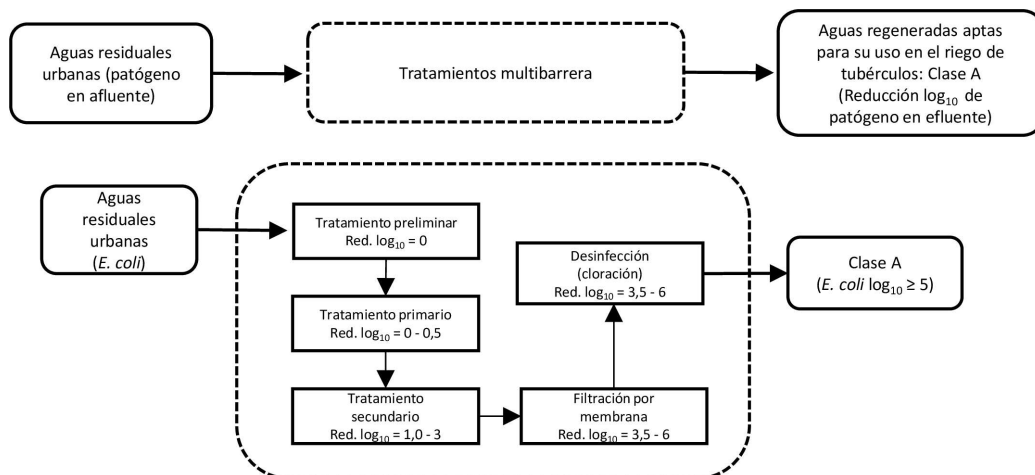 Aguas residuales
urbanas (patógeno
en afluente)
Tratamientos multibarrera
Aguas regeneradas aptas
para su uso en el riego de
tubérculos: Clase A
(Reducción log₁₀ de
patógeno en efluente)
Aguas
residuales
urbanas
(E. coli)
Tratamiento preliminar
Red. log₁₀ = 0
Tratamiento primario
Red. log₁₀ = 0 - 0,5
Tratamiento
secundario
Red. log₁₀ = 1,0 - 3
Filtración por
membrana
Red. log₁₀ = 3,5 - 6
Desinfección
(cloración)
Red. log₁₀ = 3,5 - 6
Clase A
(E. coli log₁₀ ≥ 5)